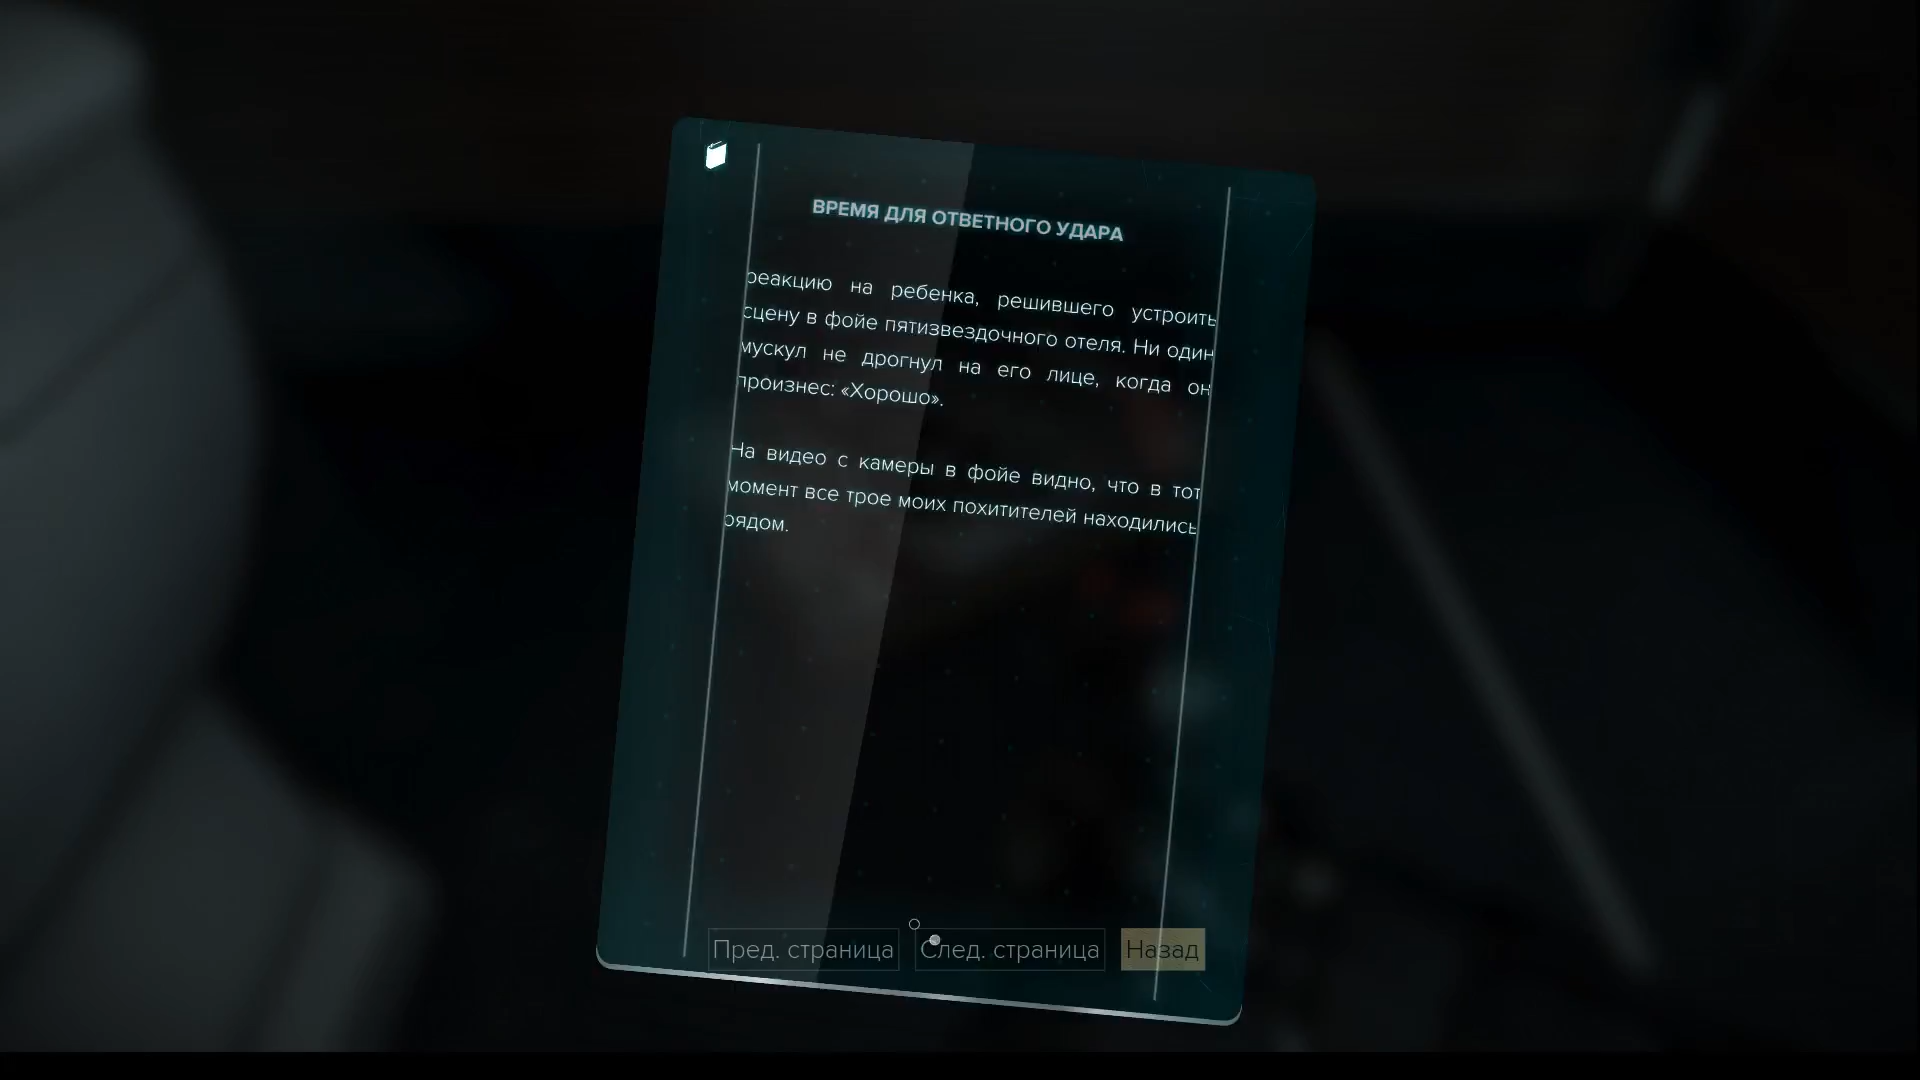 ВРЕМЯ ДЛЯ ОТВЕТНОГО УДАРА
реакцию на ребенка, решившего устроить
сцену в фойе пятизвездочного отеля. Ни один
мускул не дрогнул на его лице, когда он
произнес: «Хорошо».
На видео с камеры в фойе видно, что в тот
момент все трое моих похитителей находились
рядом.
Пред. страница След. страница Назад